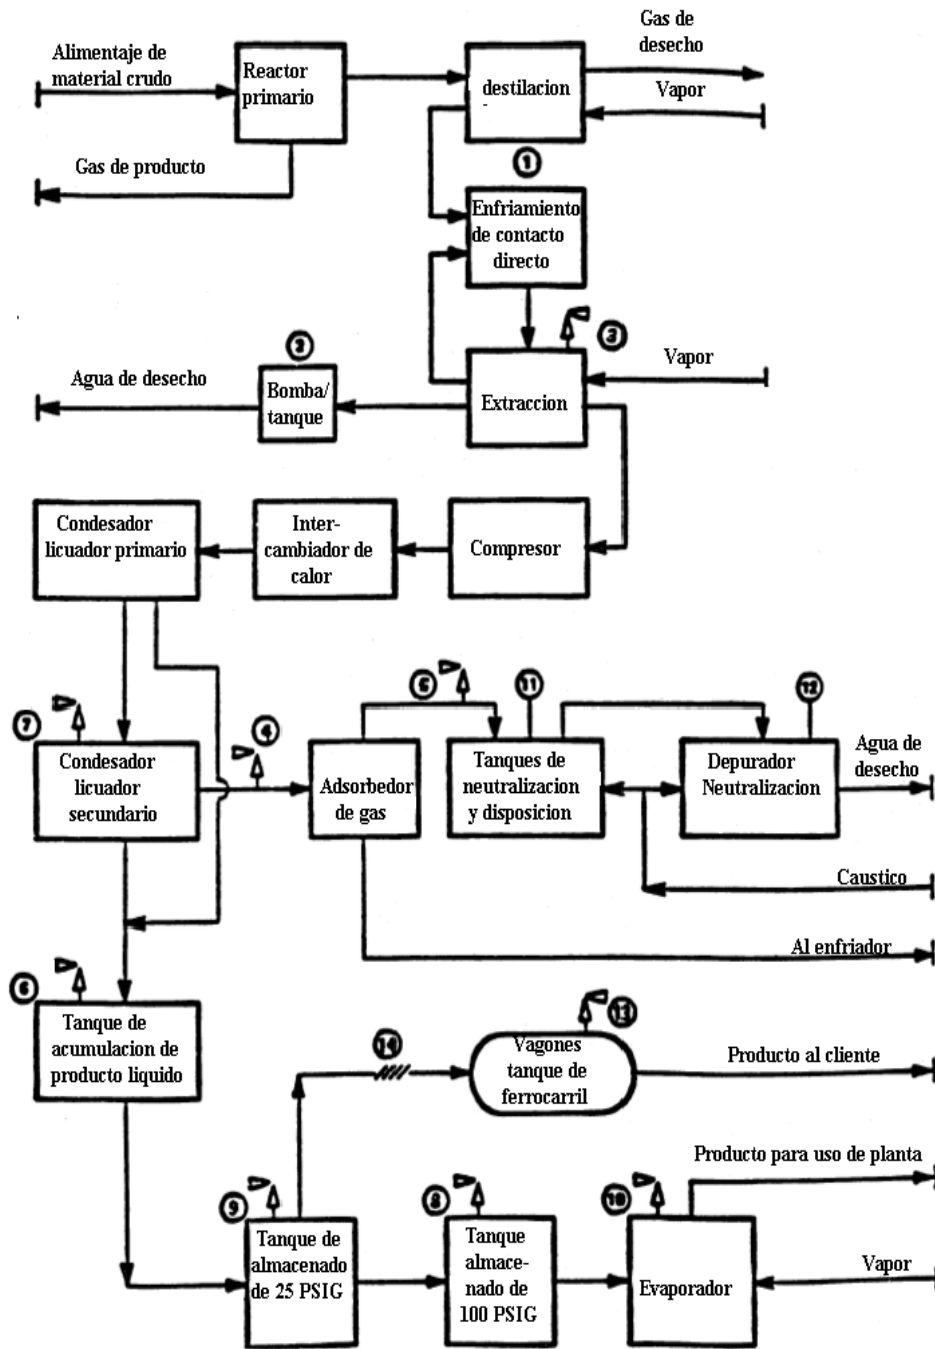 Alimentaje de
material crudo
Reactor
primario
destilacion
Gas de
desecho
Vapor
Gas de producto
1
Enfriamiento
de contacto
directo
3
2
Agua de desecho
Bomba/
tanque
Extraccion
Vapor
Condesador
licuador primario
Inter-
cambiador de
calor
Compresor
7
4
5
11
12
Condesador
licuador
secundario
Adsorbedor
de gas
Tanques de
neutralizacion
y disposicion
Depurador
Neutralizacion
Agua de
desecho
Caustico
Al enfriador
6
Tanque de
acumulacion de
producto liquido
14
13
Vagones
tanque de
ferrocarril
Producto al cliente
Producto para uso de planta
9
8
10
Tanque de
almacenado
de 25 PSIG
Tanque
almace-
nado de
100 PSIG
Evaporador
Vapor